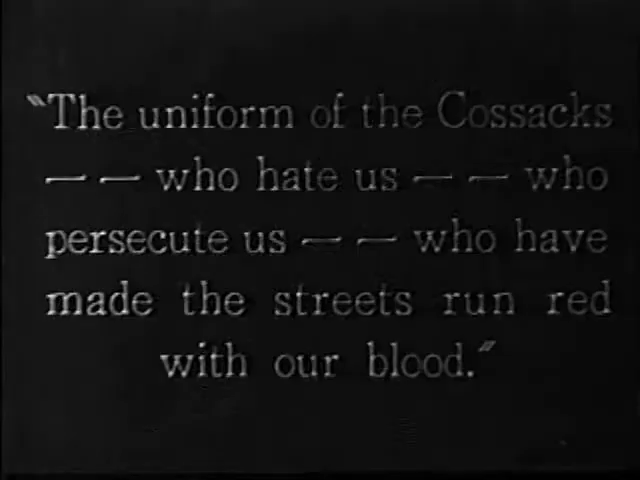 "The uniform of the Cossacks
— — who hate us — — who
persecute us — — who have
made the streets run red
with our blood."